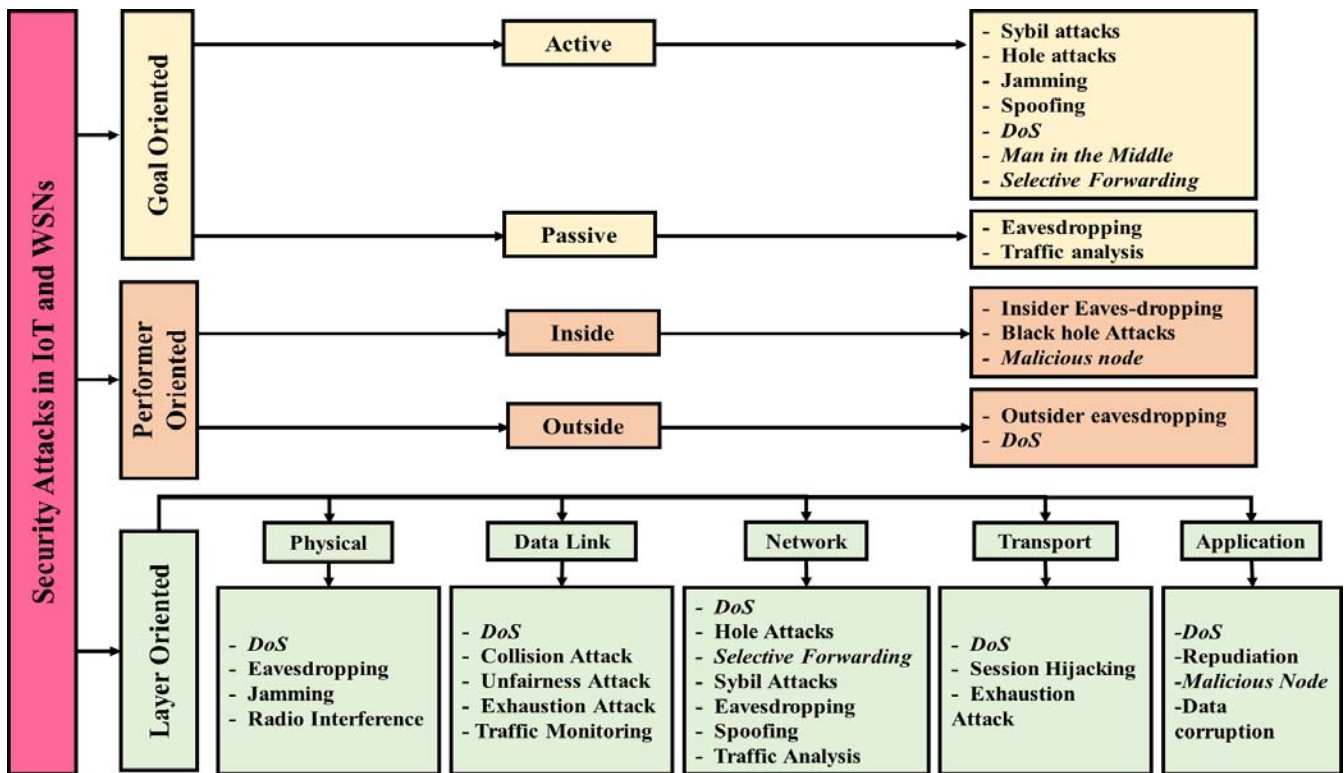 Security Attacks in IoT and WSNs
Goal Oriented
Active
- Sybil attacks
- Hole attacks
- Jamming
- Spoofing
- DoS
- Man in the Middle
- Selective Forwarding
Passive
- Eavesdropping
- Traffic analysis
Performer
Oriented
Inside
- Insider Eaves-dropping
- Black hole Attacks
- Malicious node
Outside
- Outsider eavesdropping
- DoS
Layer Oriented
Physical
- DoS
- Eavesdropping
- Jamming
- Radio Interference
Data Link
- DoS
- Collision Attack
- Unfairness Attack
- Exhaustion Attack
- Traffic Monitoring
Network
- DoS
- Hole Attacks
- Selective Forwarding
- Sybil Attacks
- Eavesdropping
- Spoofing
- Traffic Analysis
Transport
- DoS
- Session Hijacking
- Exhaustion
Attack
Application
-DoS
-Repudiation
-Malicious Node
-Data
corruption